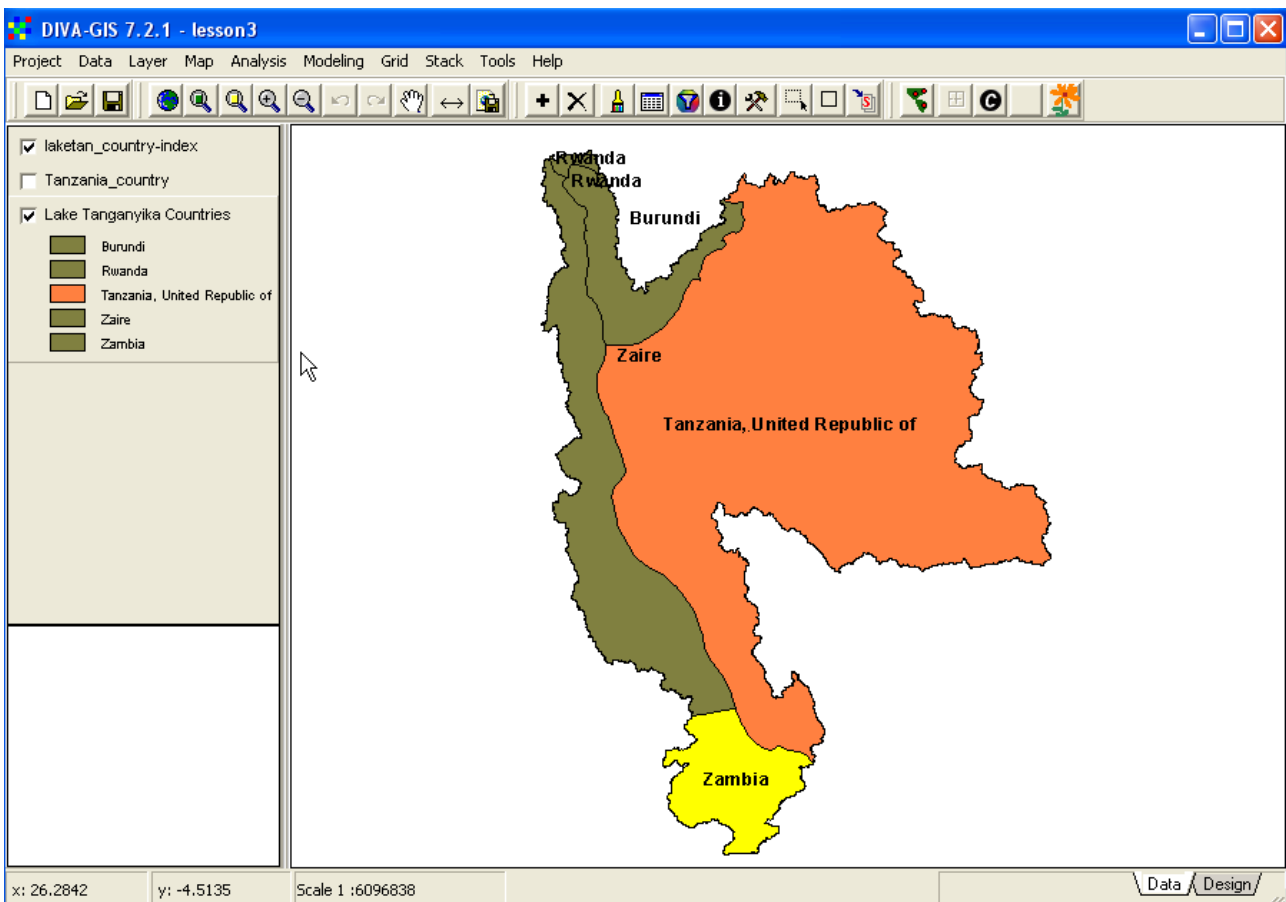 DIVA-GIS 7.2.1 - lesson3
Project Data Layer Map Analysis Modeling Grid Stack Tools Help
laketan_country-index
Tanzania_country
Lake Tanganyika Countries
Burundi
Rwanda
Tanzania, United Republic of
Zaire
Zambia
Rwanda
Rwanda
Burundi
Zaire
Tanzania, United Republic of
Zambia
x: 26.2842 y: -4.5135 Scale 1 :6096838 Data Design